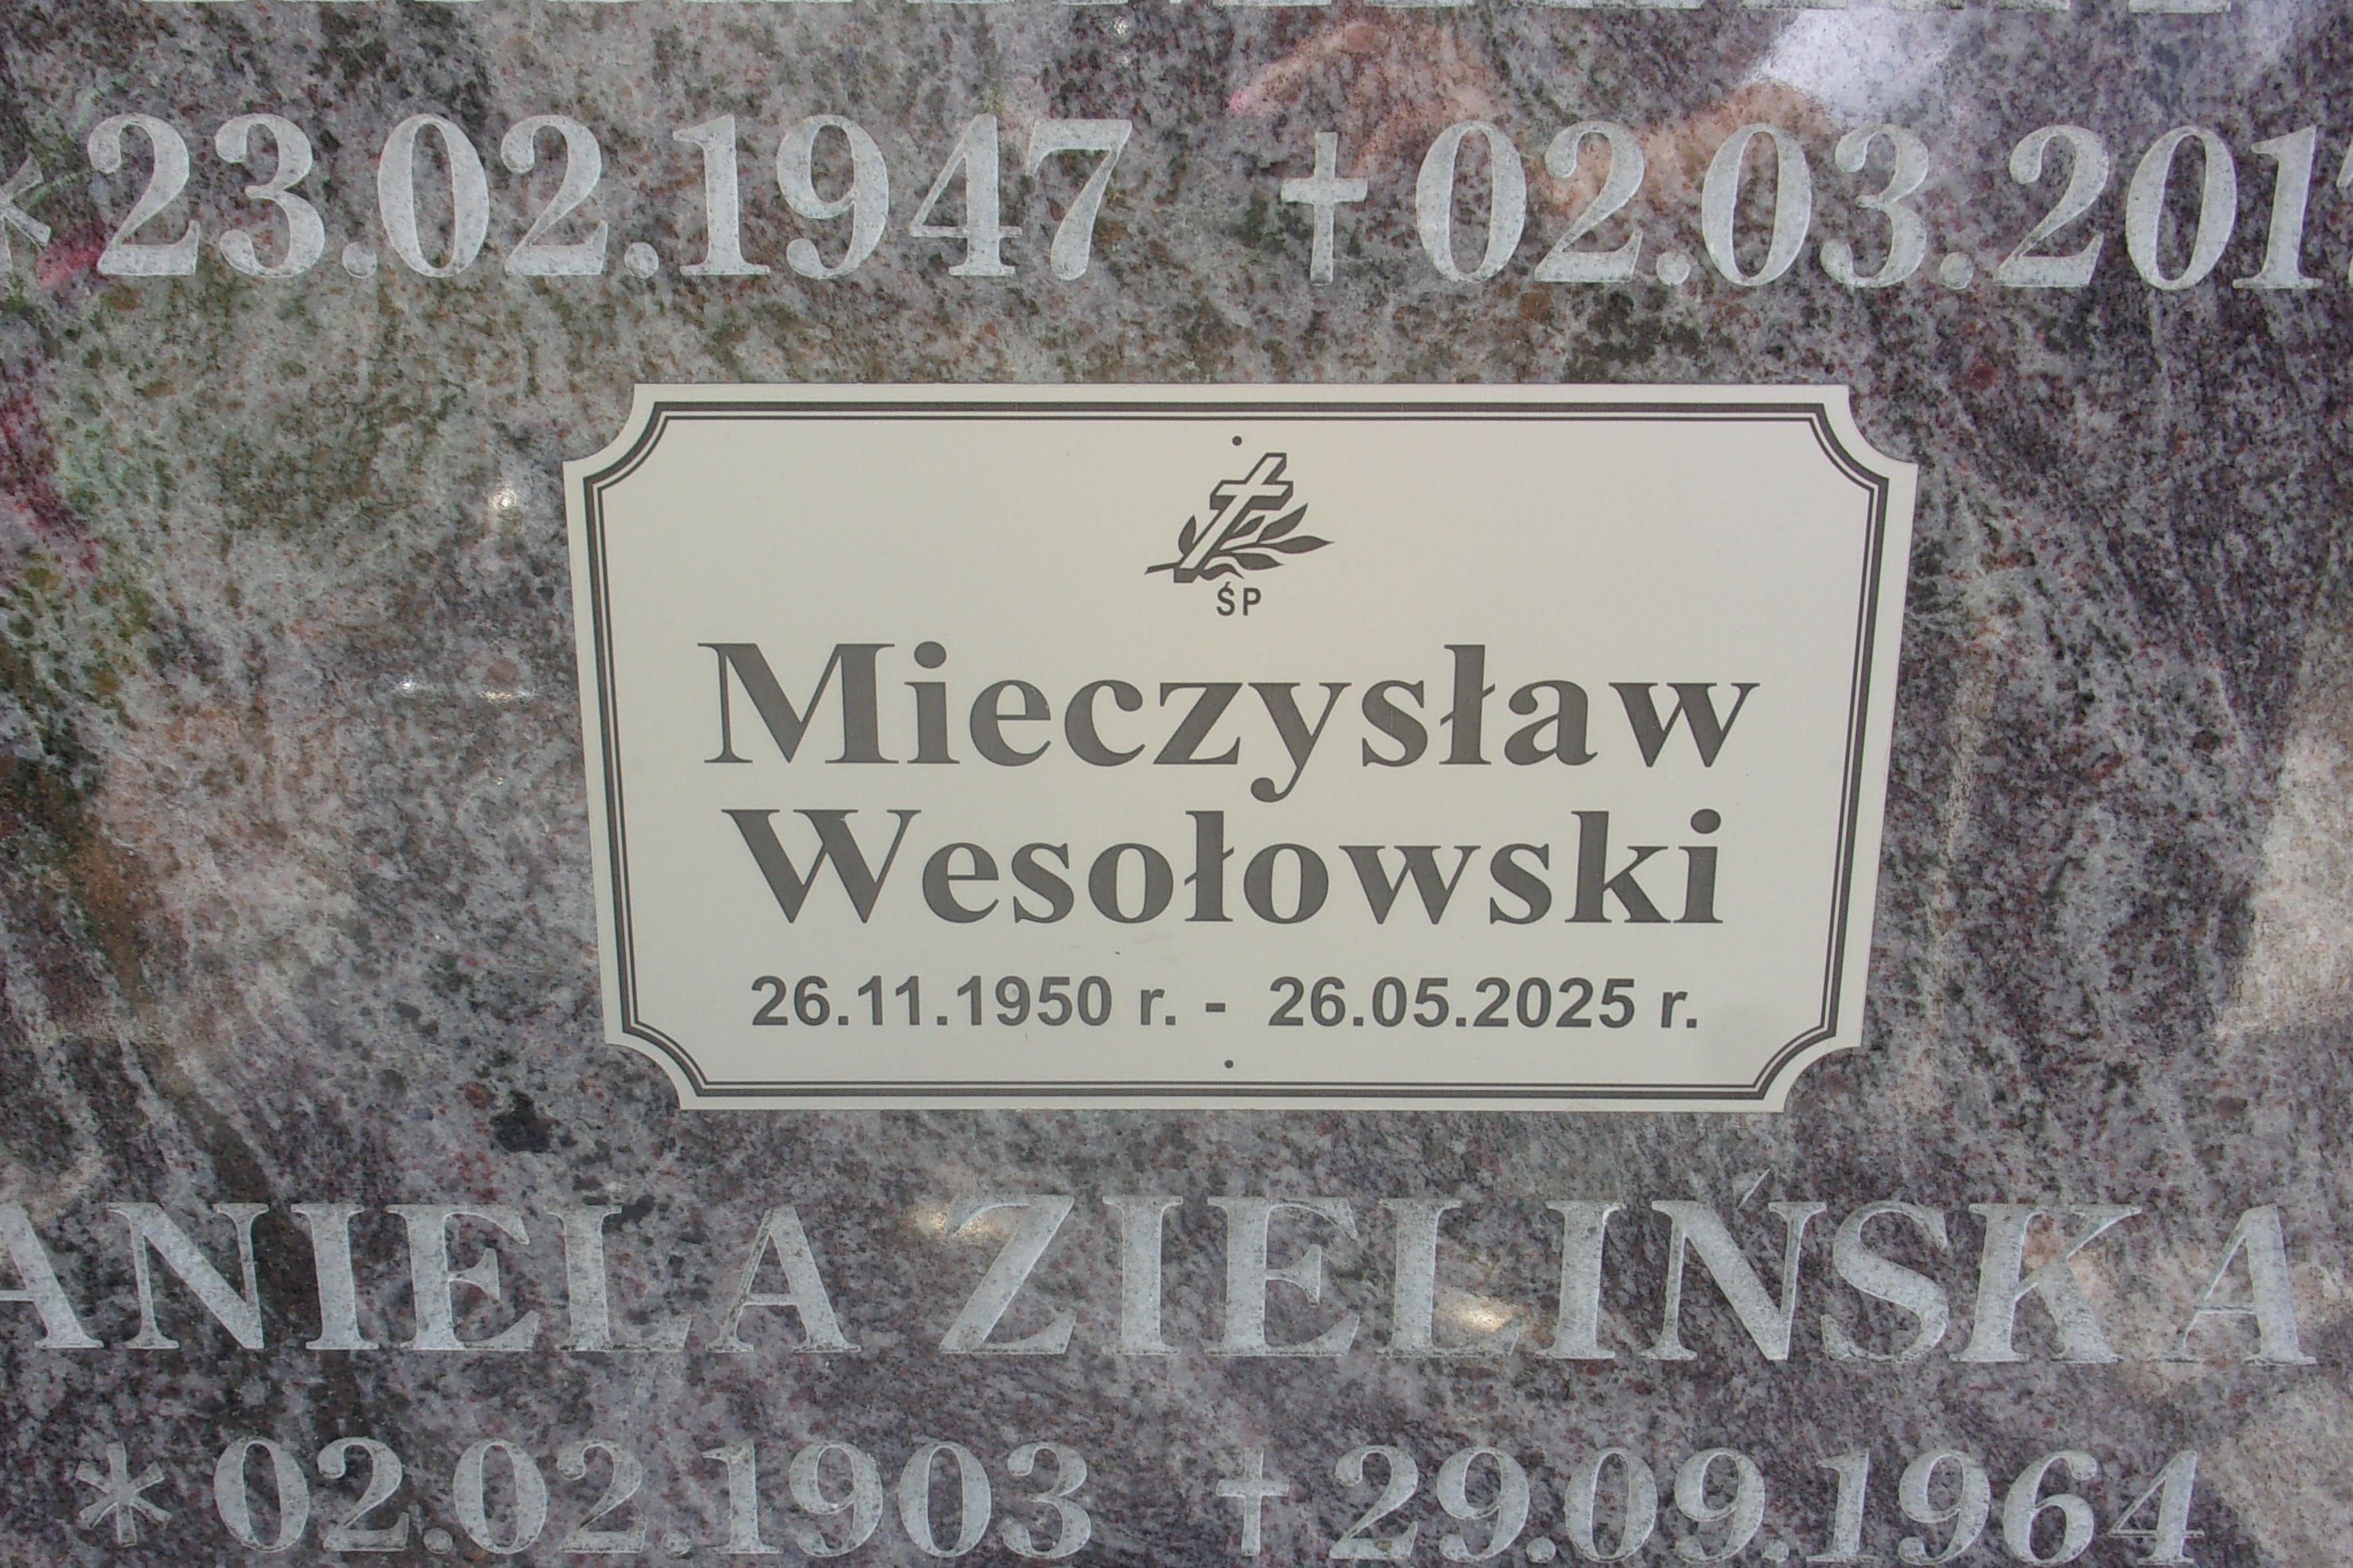 * 23.02.1947 † 02.03.201
ŚP
Mieczysław
Wesołowski
26.11.1950 r. - 26.05.2025 r.
ANIELA ZIELIŃSKA
* 02.02.1903 † 29.09.1964